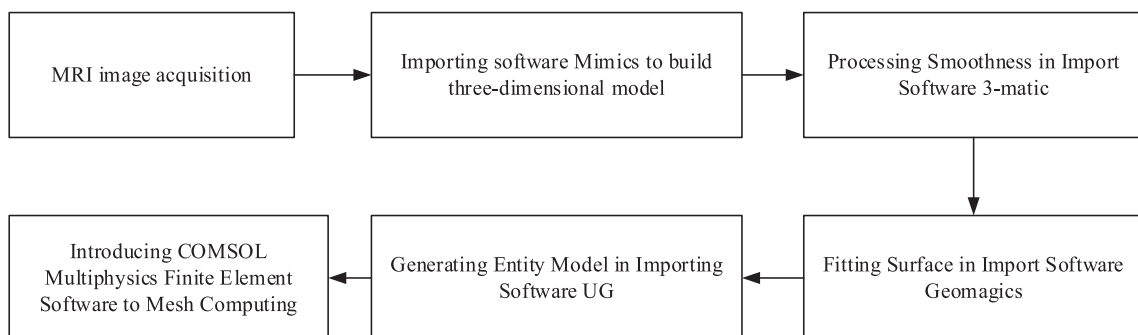 MRI image acquisition
Importing software Mimics to build
three-dimensional model
Processing Smoothness in Import
Software 3-matic
Fitting Surface in Import Software
Geomagics
Generating Entity Model in Importing
Software UG
Introducing COMSOL
Multiphysics Finite Element
Software to Mesh Computing